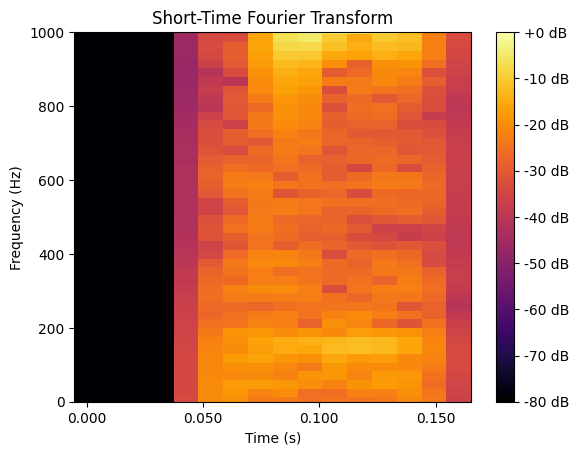 Short-Time Fourier Transform
1000
800
600
400
200
0
Frequency (Hz)
0.000
0.050
0.100
0.150
Time (s)
+0 dB
-10 dB
-20 dB
-30 dB
-40 dB
-50 dB
-60 dB
-70 dB
-80 dB